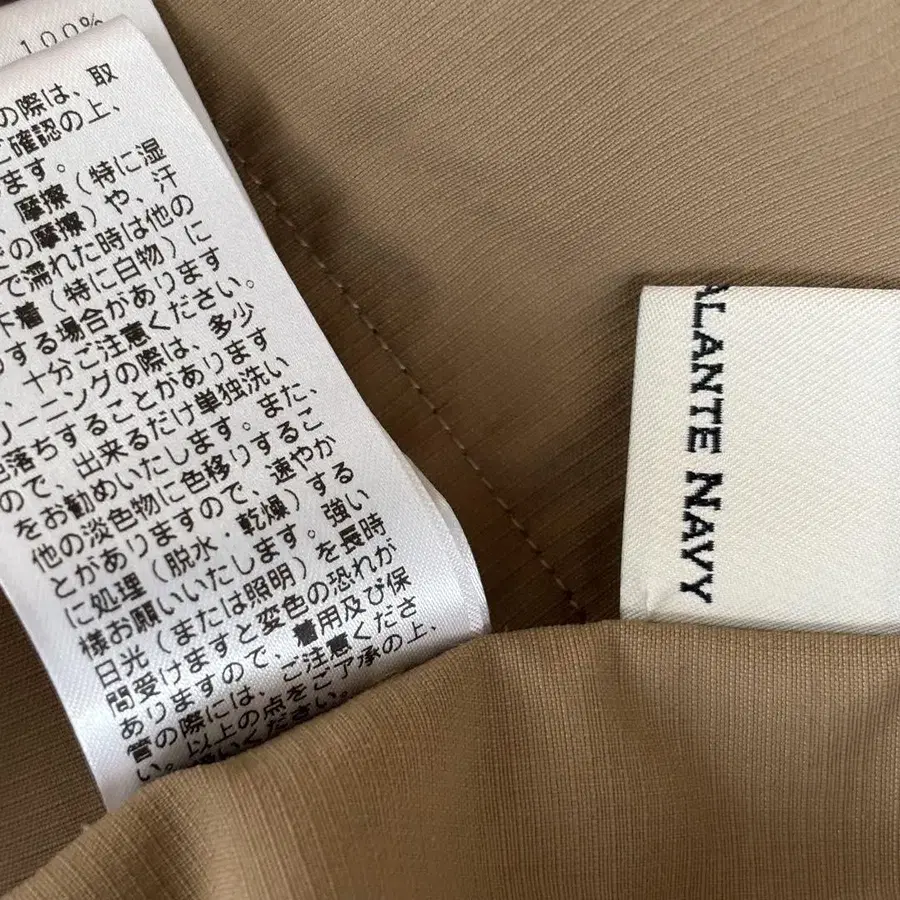 100%
の際は、取
ご確認の上、
ます。
、摩擦(特に湿
どの摩擦)や、汗
で濡れた時は他の
下着(特に白物)に
する場合があります
、十分ご注意ください。
リーニングの際は、多少
色落ちすることがあります
ので、出来るだけ単独洗い
をお勧めいたします。また、
他の淡色物に色移りするこ
とがありますので、速やか
に処理(脱水・乾燥)する
様お願いいたします。強い
日光(または照明)を長時
間受けますと変色の恐れが
ありますので、着用及び保
管の際には、ご注意くださ
い。以上の点をご了承の上、
ください。
ALANTE NAVY